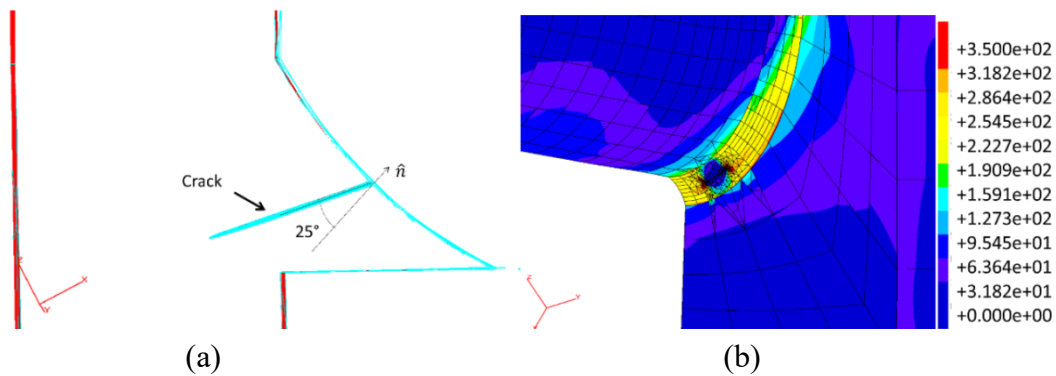 Crack
n̂
25°
Z
X
Y
Z
X
+3.500e+02
+3.182e+02
+2.864e+02
+2.545e+02
+2.227e+02
+1.909e+02
+1.591e+02
+1.273e+02
+9.545e+01
+6.364e+01
+3.182e+01
+0.000e+00
(a)
(b)